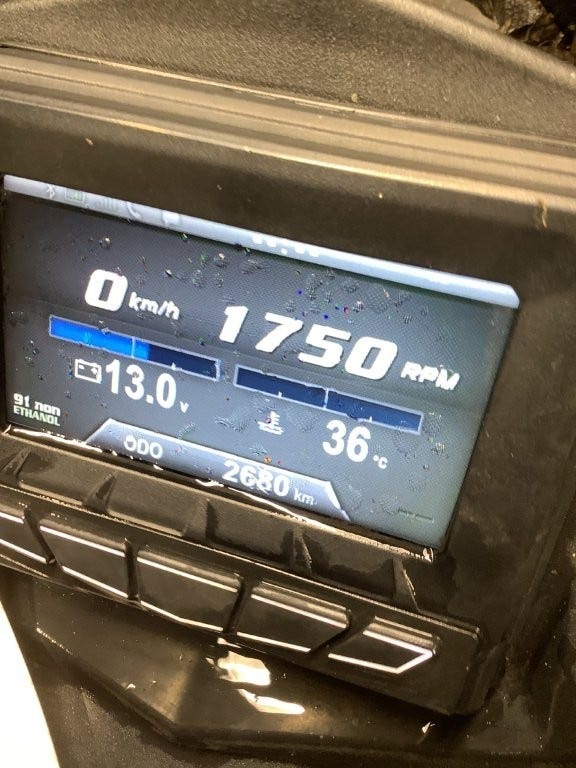 0 km/h
1750 RPM
13.0 V
36 °C
91 non
ETHANOL
ODO 2680 km